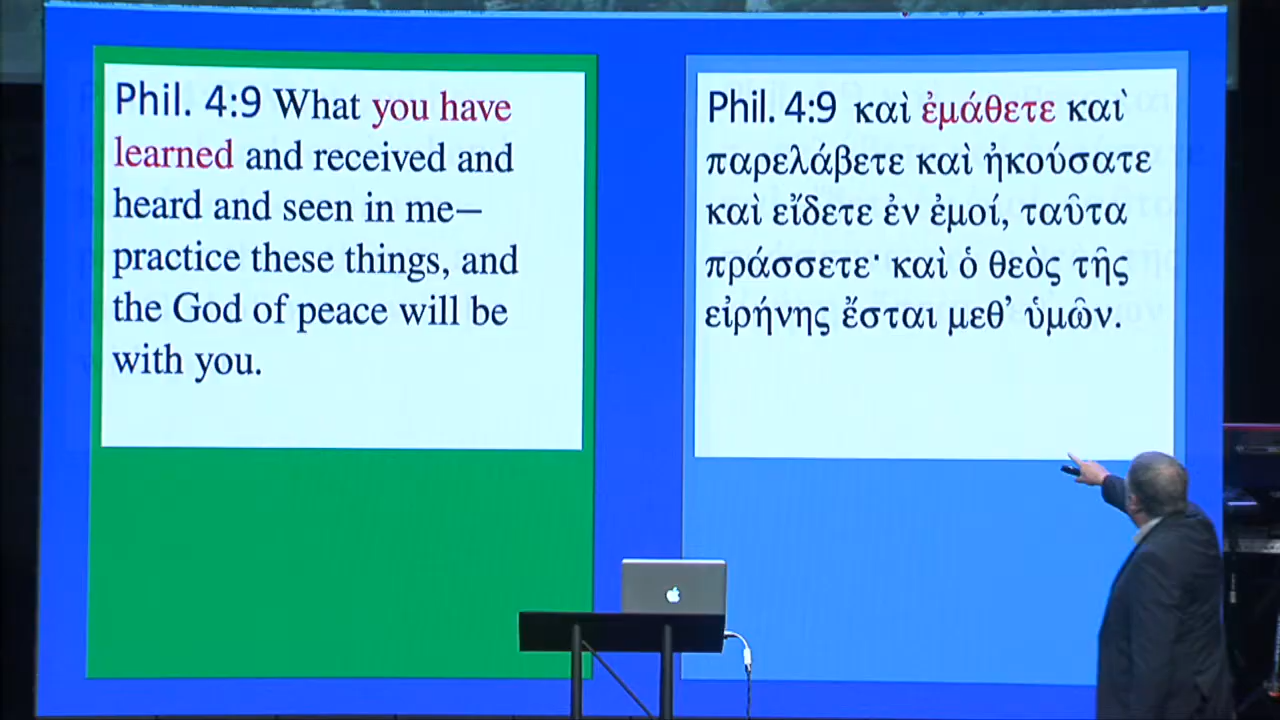 Phil. 4:9 What you have
learned and received and
heard and seen in me—
practice these things, and
the God of peace will be
with you.
Phil. 4:9 καὶ ἐμάθετε καὶ
παρελάβετε καὶ ἠκούσατε
καὶ εἴδετε ἐν ἐμοί, ταῦτα
πράσσετε· καὶ ὁ θεὸς τῆς
εἰρήνης ἔσται μεθ’ ὑμῶν.